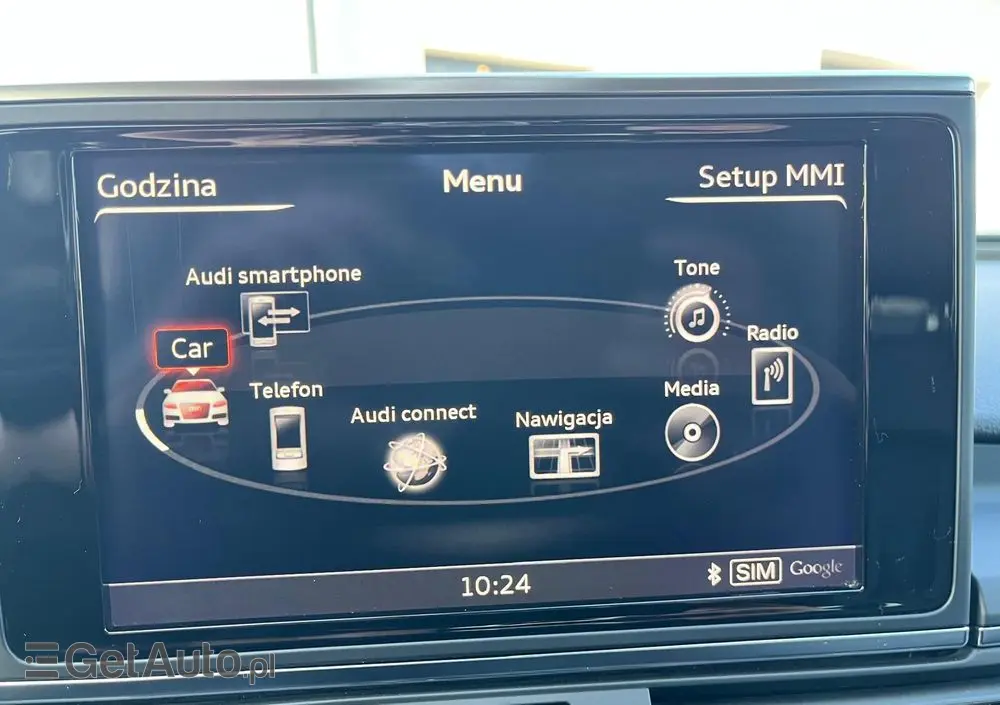 Godzina
Menu
Setup MMI
Audi smartphone
Tone
Car
Radio
Telefon
Media
Audi connect
Nawigacja
10:24
SIM
Google
GetAuto.pl